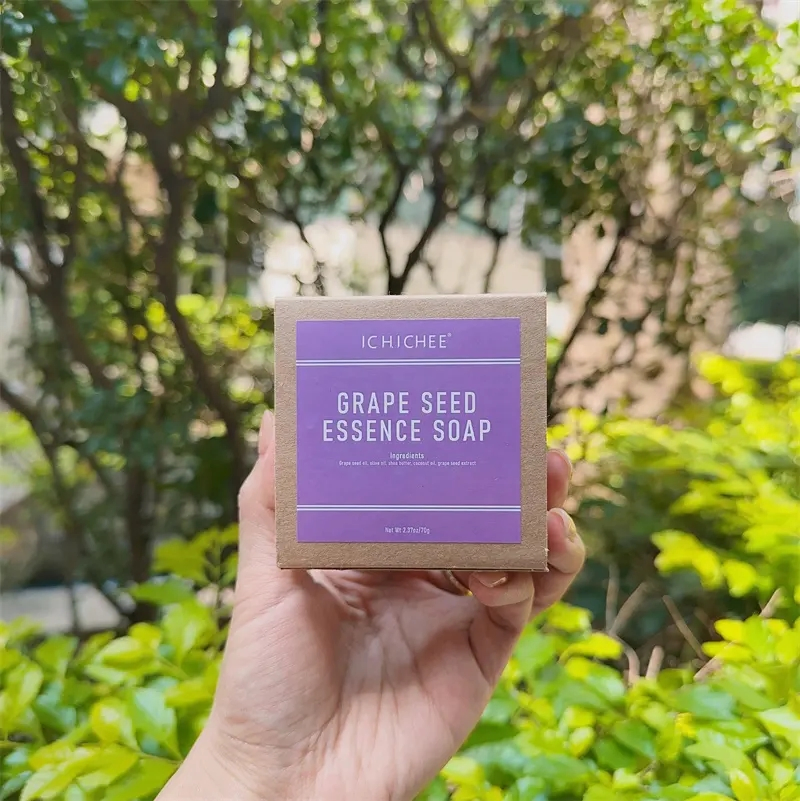 ICHICHEE®
GRAPE SEED
ESSENCE SOAP
Ingredients
Grape seed oil, olive oil, shea butter, coconut oil, grape seed extract
Net Wt 2.37oz/70g